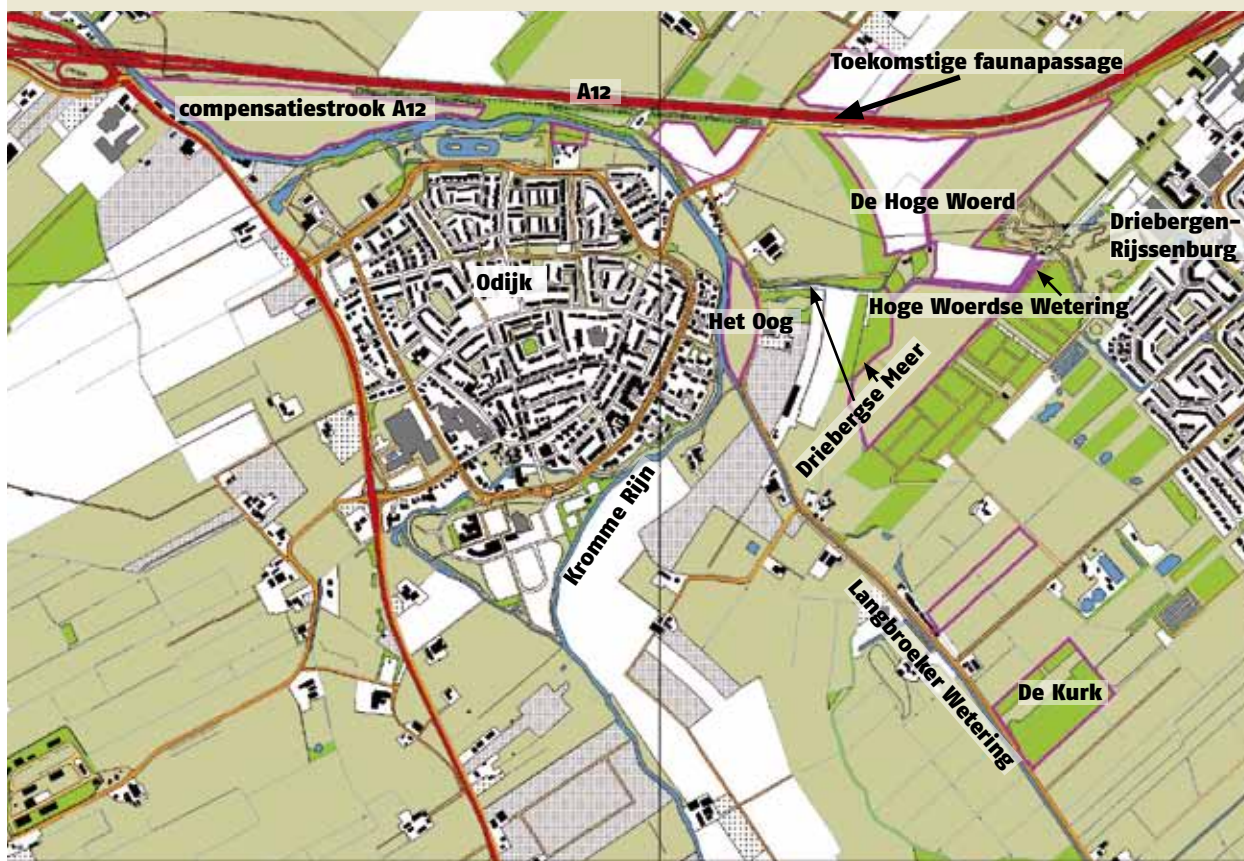 Toekomstige faunapassage
A12
compensatiestrook A12
De Hoge Woerd
Driebergen-
Rijssenburg
Odijk
Hoge Woerdse Wetering
Het Oog
Driebergse Meer
Kromme Rijn
Langbroeker Wetering
De Kurk